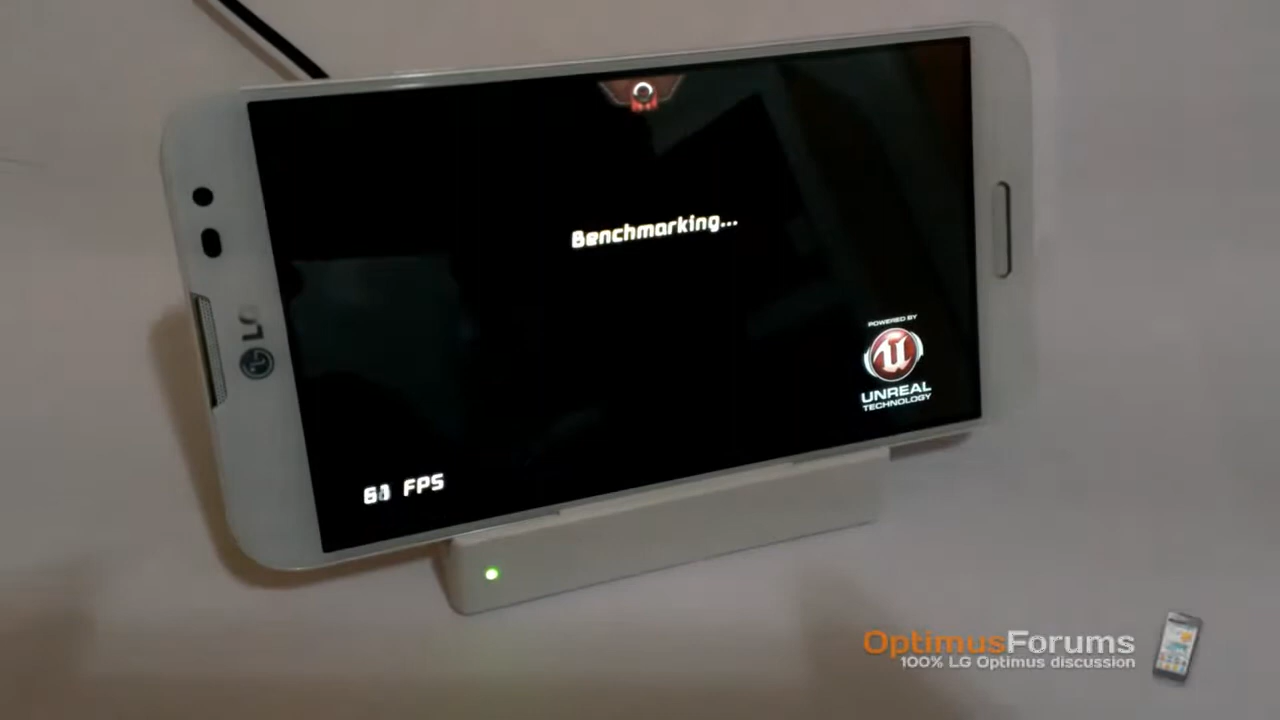 Benchmarking...
POWERED BY
UNREAL
TECHNOLOGY
FPS
LG
OptimusForums
100% LG Optimus discussion